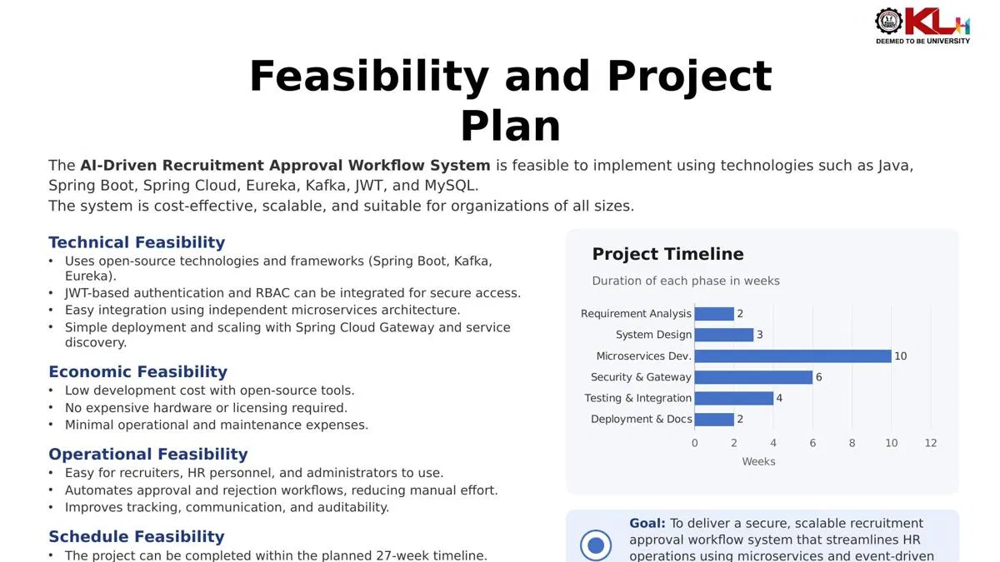 KLH
DEEMED TO BE UNIVERSITY
Feasibility and Project
Plan
The AI-Driven Recruitment Approval Workflow System is feasible to implement using technologies such as Java,
Spring Boot, Spring Cloud, Eureka, Kafka, JWT, and MySQL.
The system is cost-effective, scalable, and suitable for organizations of all sizes.
Technical Feasibility
• Uses open-source technologies and frameworks (Spring Boot, Kafka,
Eureka).
• JWT-based authentication and RBAC can be integrated for secure access.
• Easy integration using independent microservices architecture.
• Simple deployment and scaling with Spring Cloud Gateway and service
discovery.
Economic Feasibility
• Low development cost with open-source tools.
• No expensive hardware or licensing required.
• Minimal operational and maintenance expenses.
Operational Feasibility
• Easy for recruiters, HR personnel, and administrators to use.
• Automates approval and rejection workflows, reducing manual effort.
• Improves tracking, communication, and auditability.
Schedule Feasibility
• The project can be completed within the planned 27-week timeline.
Project Timeline
Duration of each phase in weeks
Requirement Analysis 2
System Design 3
Microservices Dev. 10
Security & Gateway 6
Testing & Integration 4
Deployment & Docs 2
0 2 4 6 8 10 12
Weeks
Goal: To deliver a secure, scalable recruitment
approval workflow system that streamlines HR
operations using microservices and event-driven